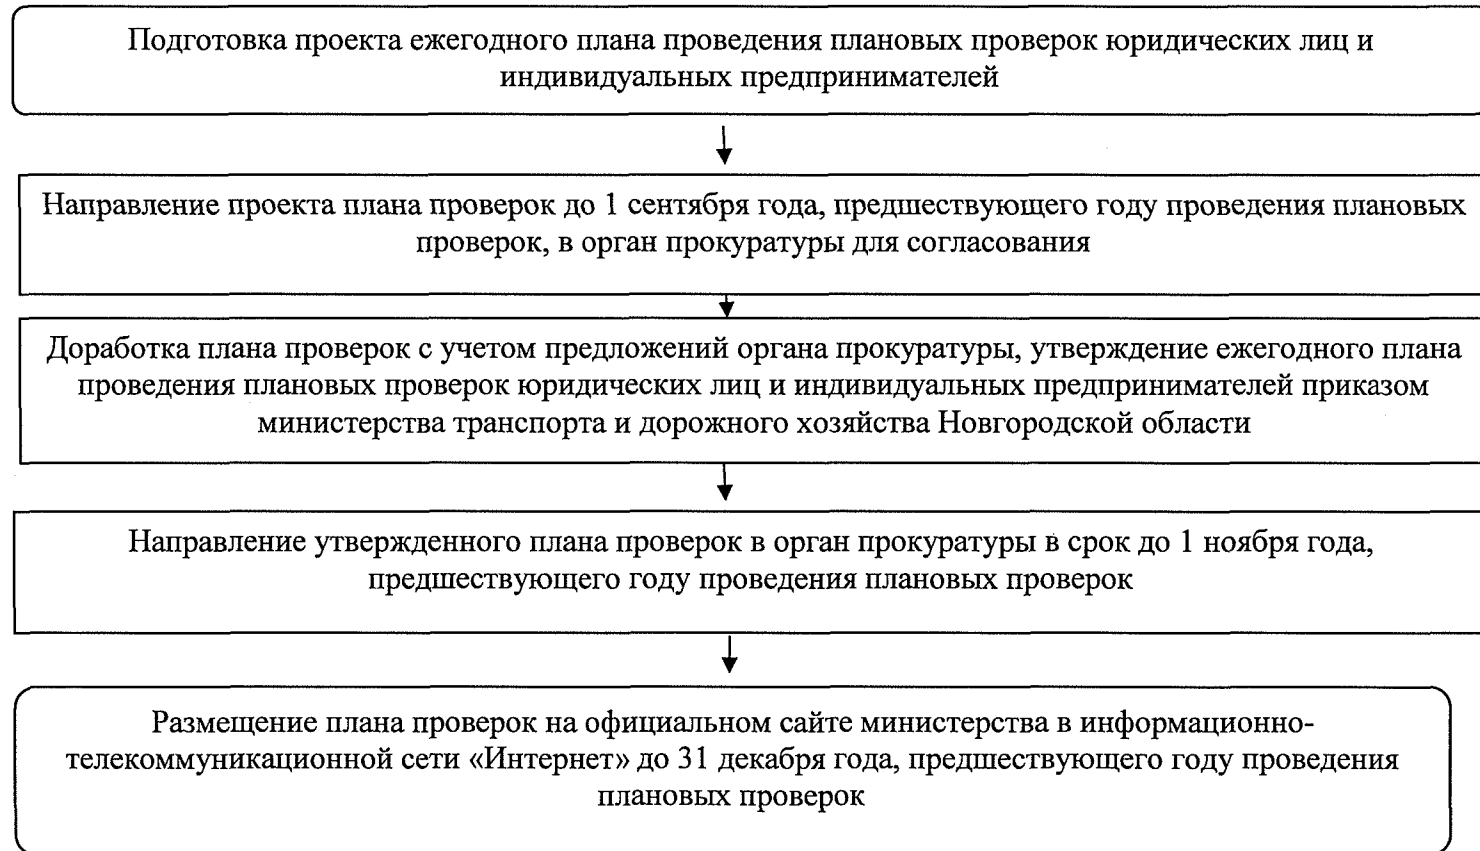 Подготовка проекта ежегодного плана проведения плановых проверок юридических лиц и
индивидуальных предпринимателей
Направление проекта плана проверок до 1 сентября года, предшествующего году проведения плановых
проверок, в орган прокуратуры для согласования
Доработка плана проверок с учетом предложений органа прокуратуры, утверждение ежегодного плана
проведения плановых проверок юридических лиц и индивидуальных предпринимателей приказом
министерства транспорта и дорожного хозяйства Новгородской области
Направление утвержденного плана проверок в орган прокуратуры в срок до 1 ноября года,
предшествующего году проведения плановых проверок
Размещение плана проверок на официальном сайте министерства в информационно-
телекоммуникационной сети «Интернет» до 31 декабря года, предшествующего году проведения
плановых проверок